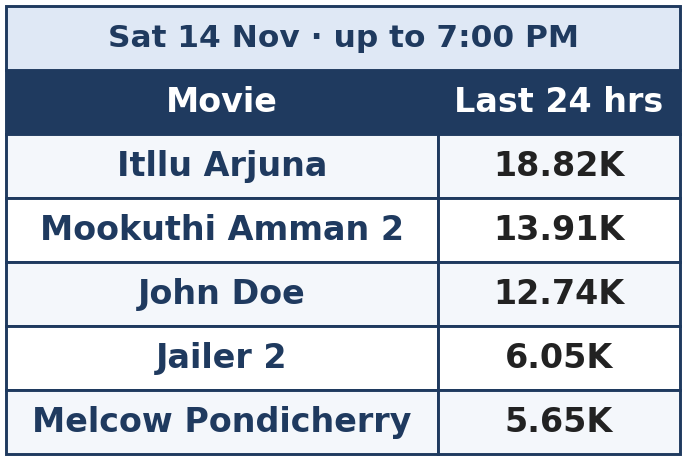 Sat 14 Nov · up to 7:00 PM
Movie Last 24 hrs
Itllu Arjuna 18.82K
Mookuthi Amman 2 13.91K
John Doe 12.74K
Jailer 2 6.05K
Melcow Pondicherry 5.65K